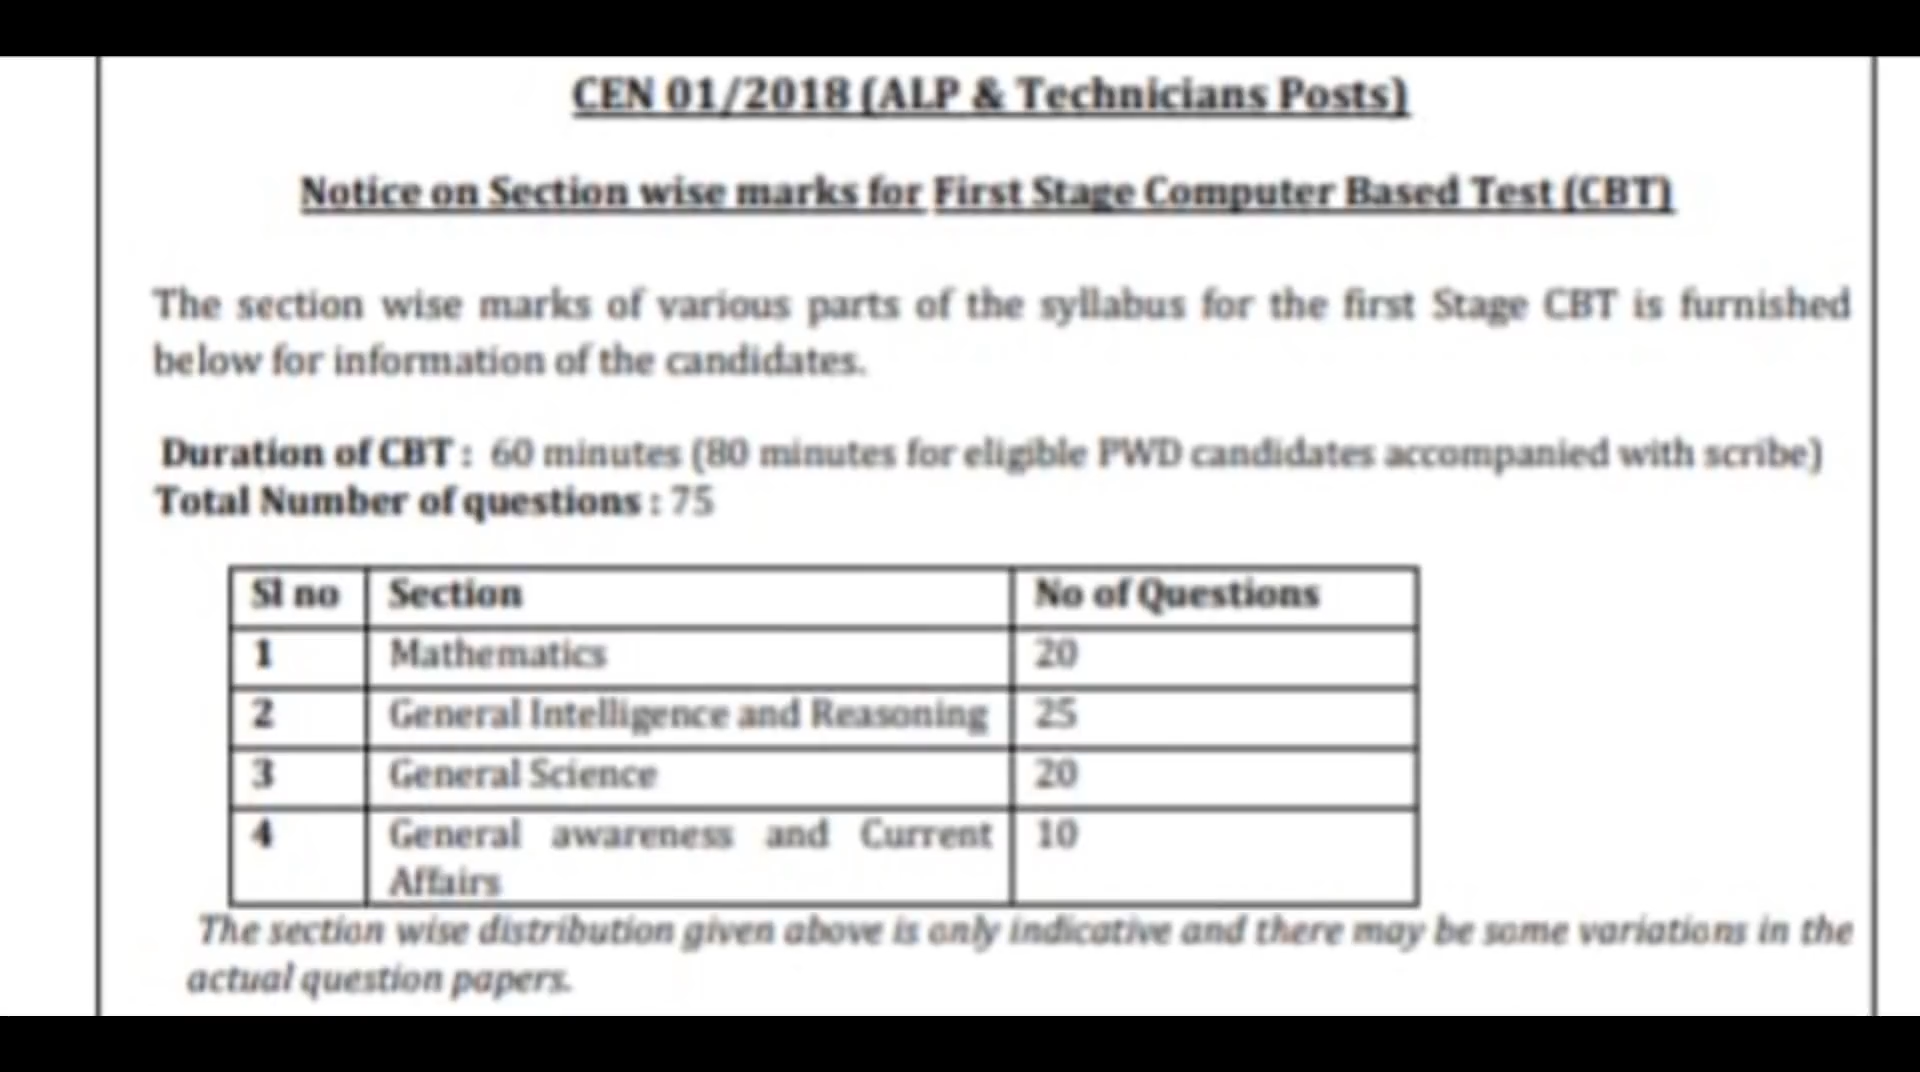 CEN 01/2018 (ALP & Technicians Posts)
Notice on Section wise marks for First Stage Computer Based Test (CBT)
The section wise marks of various parts of the syllabus for the first Stage CBT is furnished
below for information of the candidates.
Duration of CBT : 60 minutes (80 minutes for eligible PWD candidates accompanied with scribe)
Total Number of questions : 75
Sl no Section No of Questions
1 Mathematics 20
2 General Intelligence and Reasoning 25
3 General Science 20
4 General awareness and Current 10
Affairs
The section wise distribution given above is only indicative and there may be some variations in the
actual question papers.